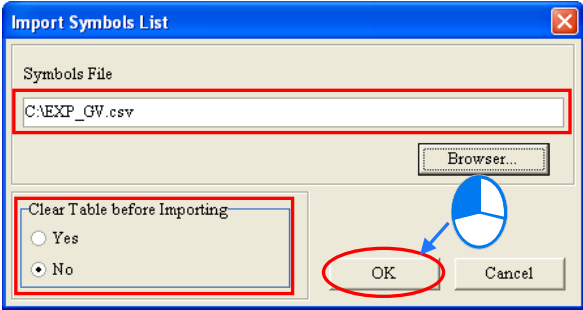 Import Symbols List
Symbols File
C:\EXP_GV.csv
Browser...
Clear Table before Importing
Yes
No
OK
Cancel